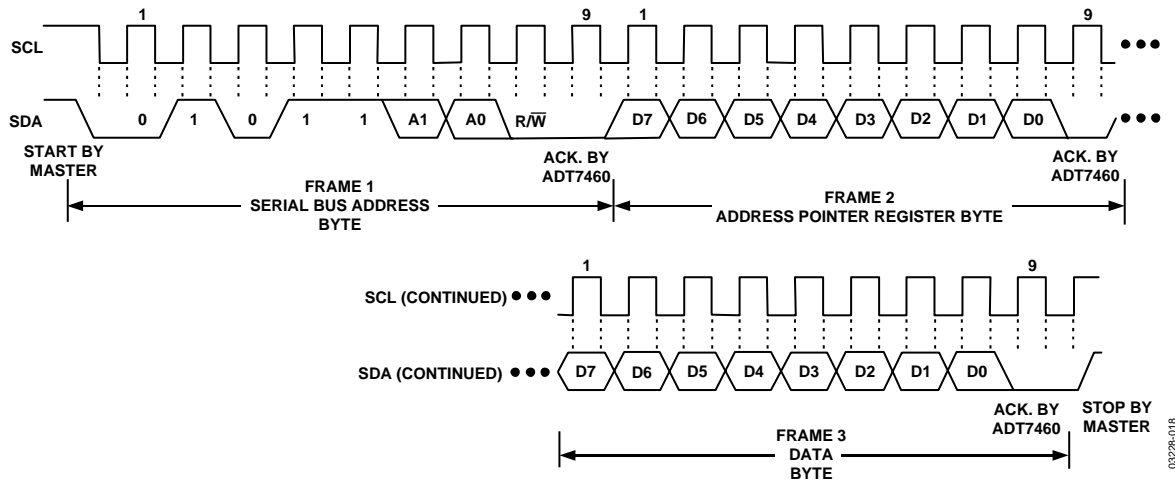 1 9 1 9
SCL
SDA 0 1 0 1 1 A1 A0 R/W̅ D7 D6 D5 D4 D3 D2 D1 D0
START BY
MASTER
ACK. BY
ADT7460
ACK. BY
ADT7460
FRAME 1
SERIAL BUS ADDRESS
BYTE
FRAME 2
ADDRESS POINTER REGISTER BYTE
1 9
SCL (CONTINUED)
SDA (CONTINUED) D7 D6 D5 D4 D3 D2 D1 D0
ACK. BY
ADT7460
STOP BY
MASTER
FRAME 3
DATA
BYTE
03228-018